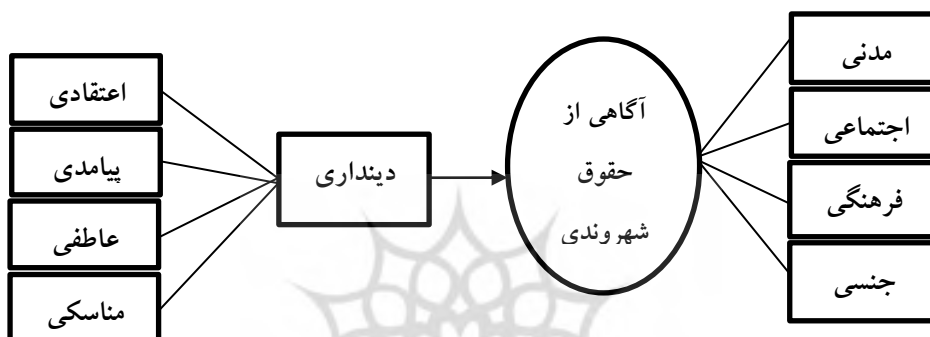 مدنی
اجتماعی
فرهنگی
جنسی
آگاهی از
حقوق
شهروندی
دینداری
اعتقادی
پیامدی
عاطفی
مناسکی